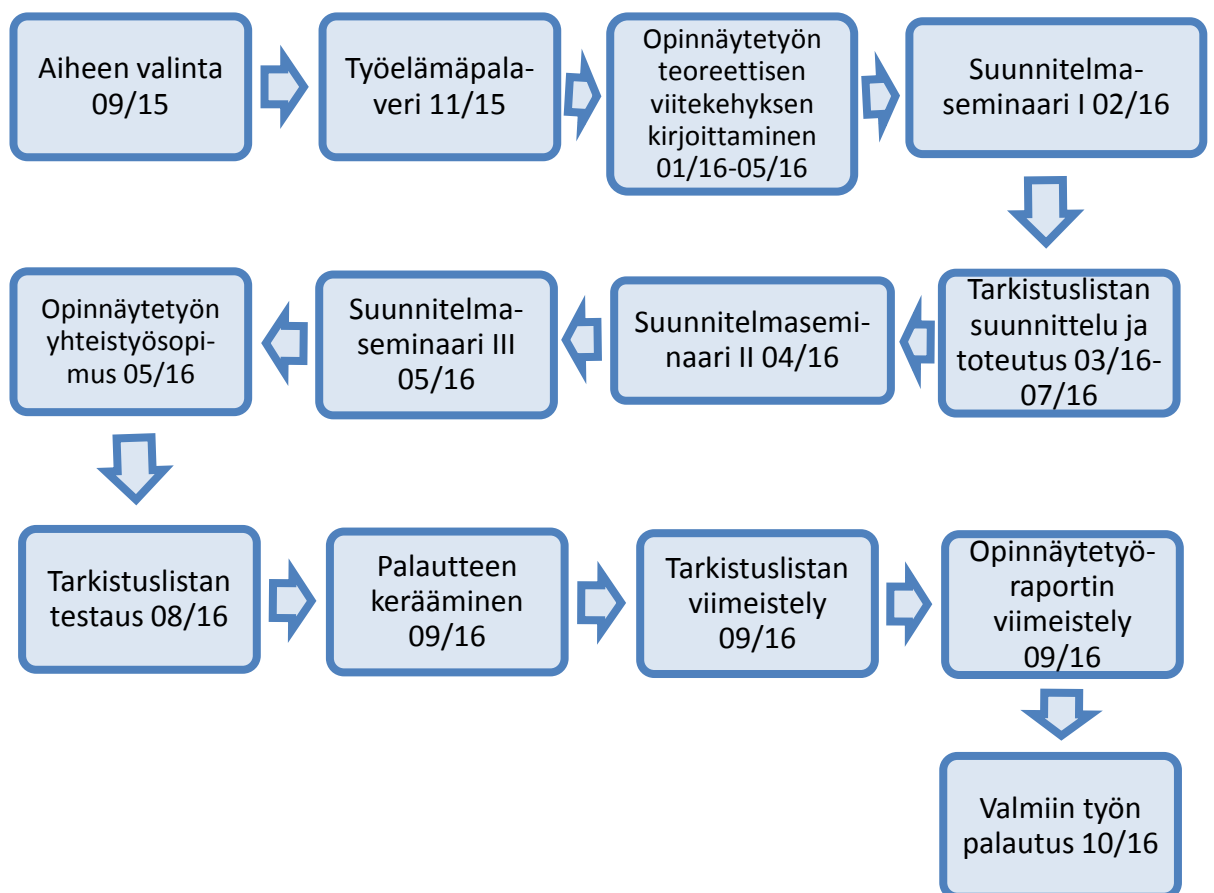 Aiheen valinta
09/15
Työelämäpala-
veri 11/15
Opinnäytetyön
teoreettisen
viitekehyksen
kirjoittaminen
01/16-05/16
Suunnitelma-
seminaari I 02/16
Tarkistuslistan
suunnittelu ja
toteutus 03/16-
07/16
Suunnitelmasemi-
naari II 04/16
Suunnitelma-
seminaari III
05/16
Opinnäytetyön
yhteistyösopi-
mus 05/16
Tarkistuslistan
testaus 08/16
Palautteen
kerääminen
09/16
Tarkistuslistan
viimeistely
09/16
Opinnäytetyö-
raportin
viimeistely
09/16
Valmiin työn
palautus 10/16